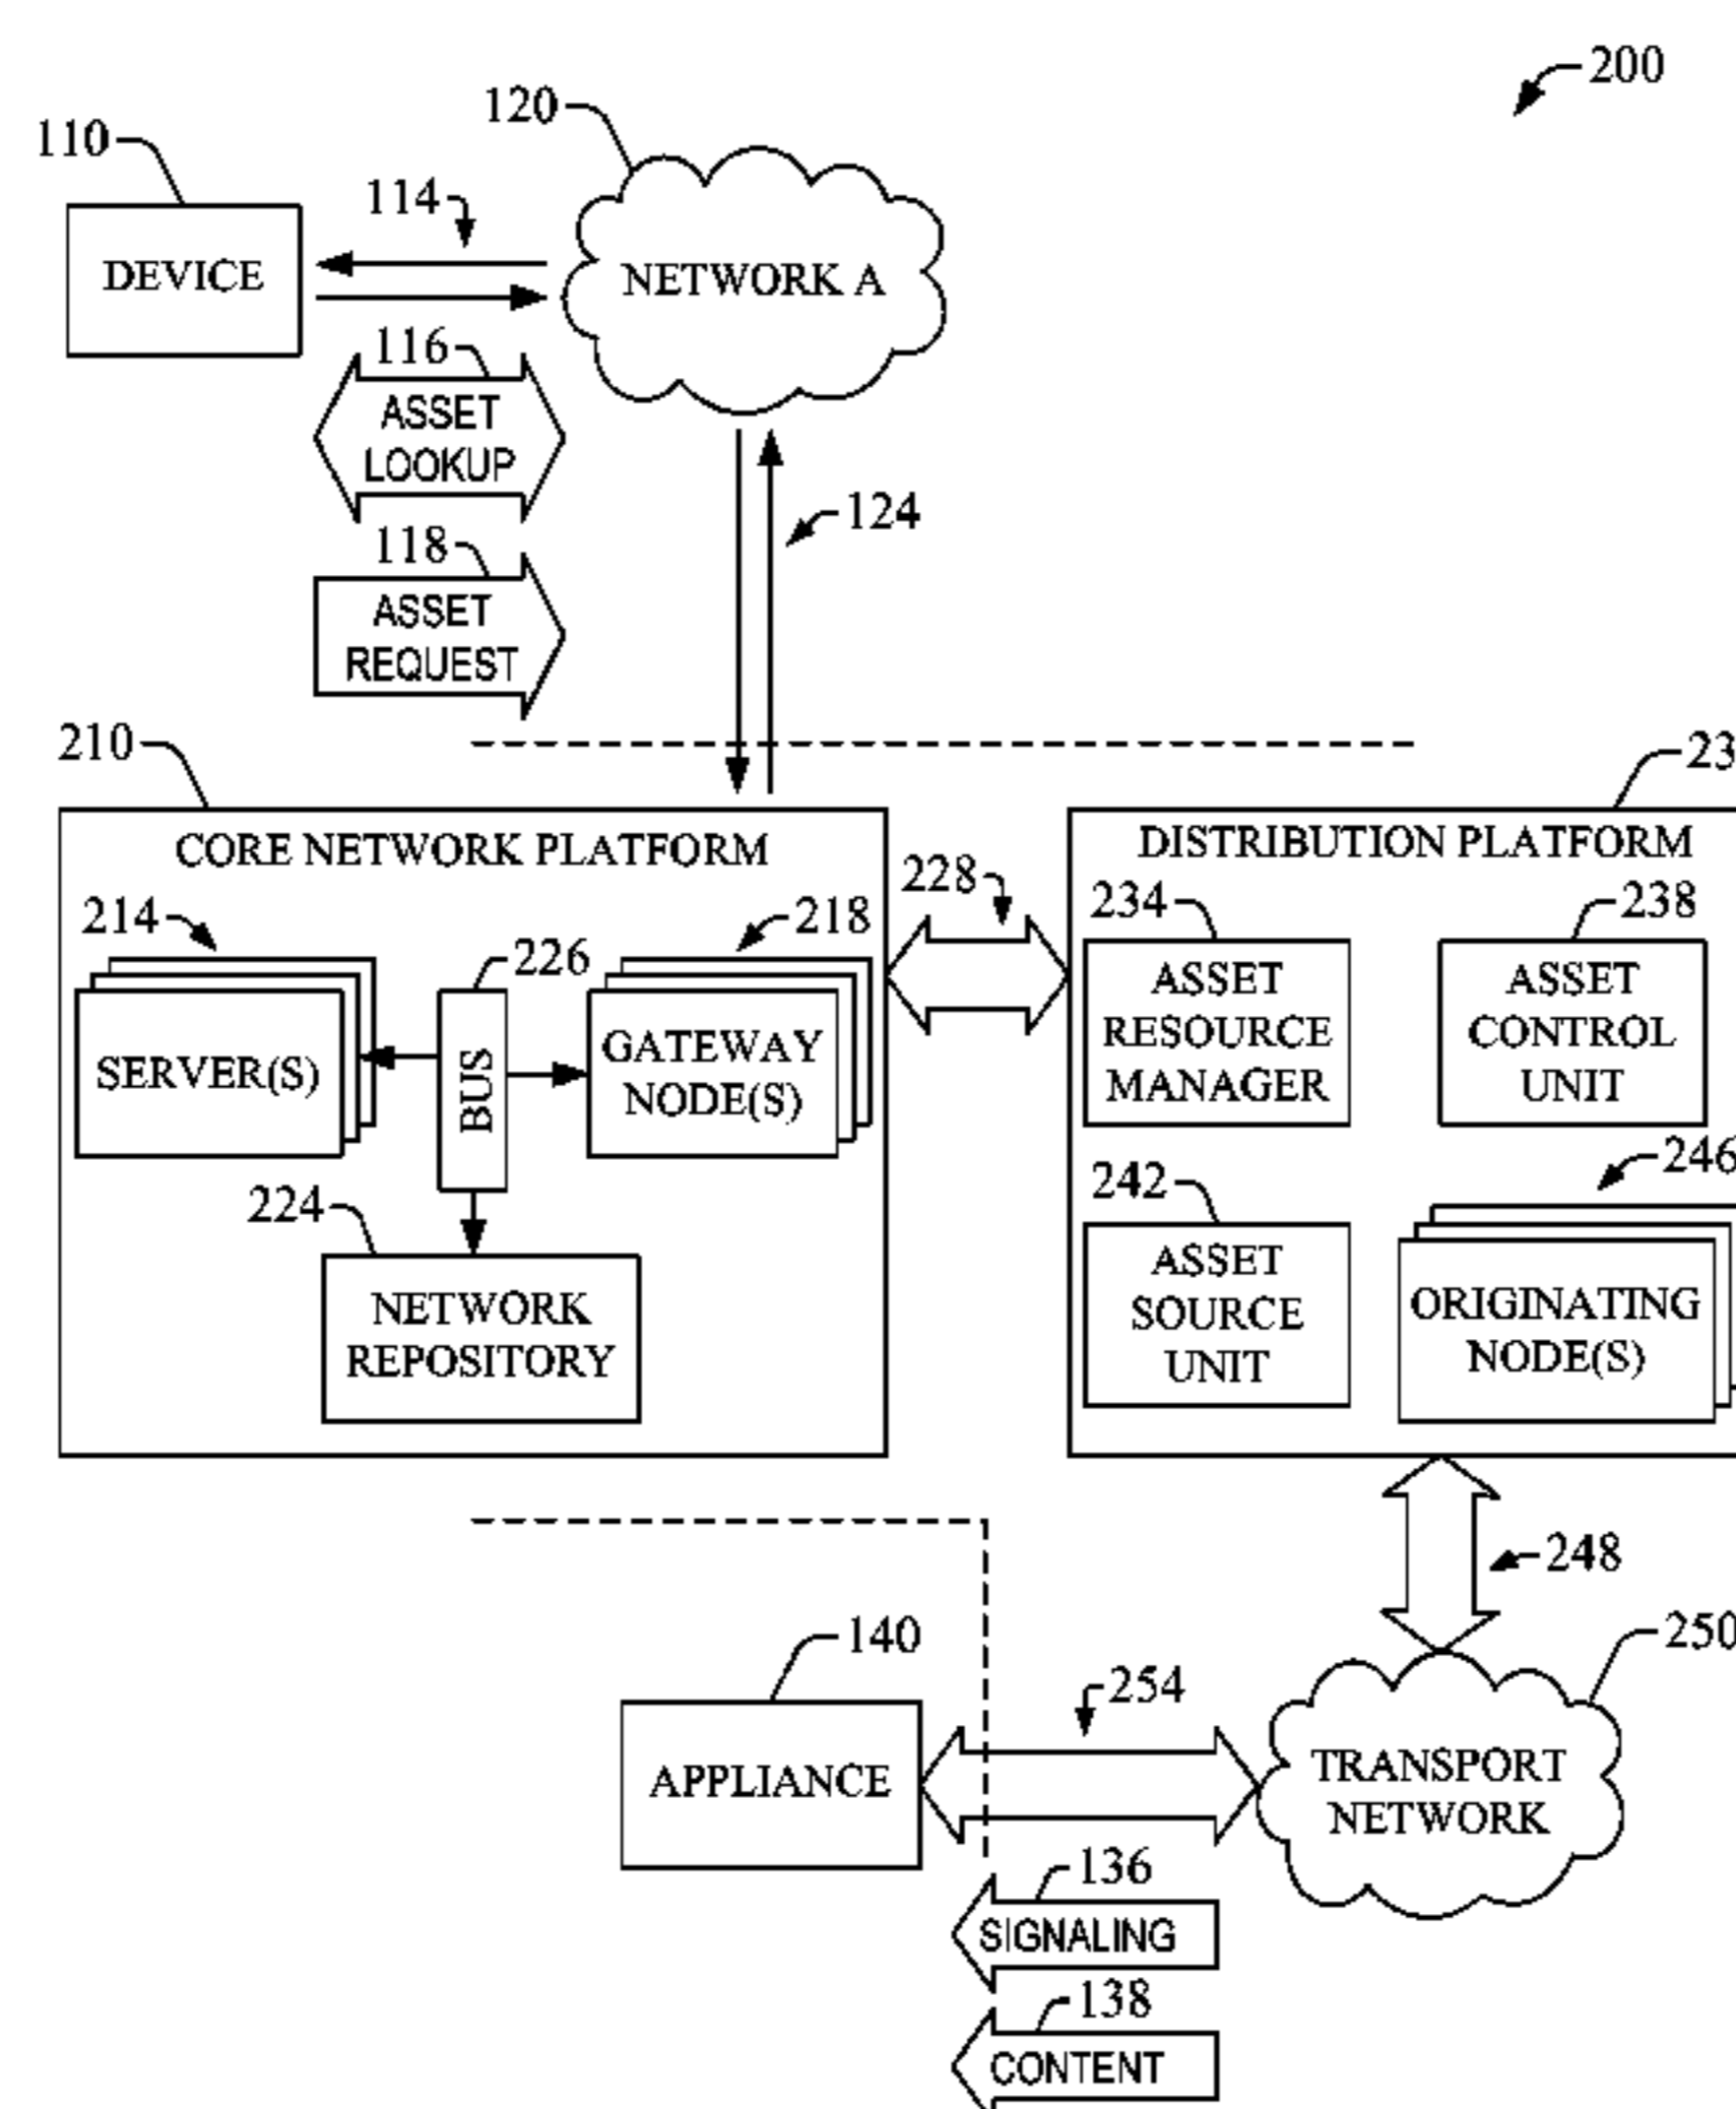 200
120
110
114
DEVICE
NETWORK A
116
ASSET
LOOKUP
124
118
ASSET
REQUEST
210
23
CORE NETWORK PLATFORM
DISTRIBUTION PLATFORM
228
214
218
234
238
226
SERVER(S)
BUS
GATEWAY
NODE(S)
ASSET
RESOURCE
MANAGER
ASSET
CONTROL
UNIT
224
242
246
NETWORK
REPOSITORY
ASSET
SOURCE
UNIT
ORIGINATING
NODE(S)
248
140
250
254
APPLIANCE
TRANSPORT
NETWORK
136
SIGNALING
138
CONTENT